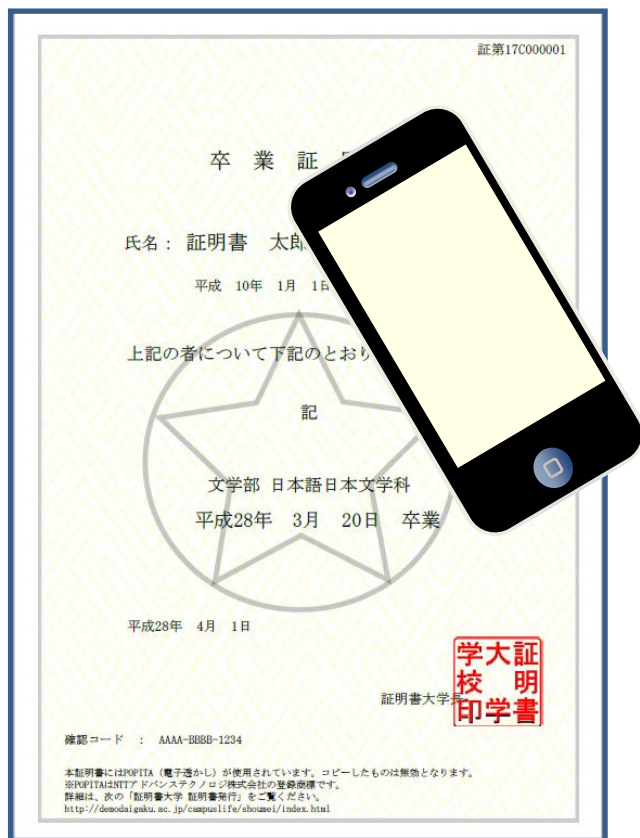 証第17C000001
卒 業 証
氏名： 証明書 太郎
平成 10年 1月 1日
上記の者について下記のとおり
記
文学部 日本語日本文学科
平成28年 3月 20日 卒業
平成28年 4月 1日
証明書大学長
証明書大学学校印
確認コード ： AAAA-BBBB-1234
本証明書にはPOPITA（電子透かし）が使用されています。コピーしたものは無効となります。
※POPITAはNTTアドバンステクノロジ株式会社の登録商標です。
詳細は、次の「証明書大学 証明書発行」をご覧ください。
http://demodaigaku.ac.jp/campuslife/shoumei/index.html